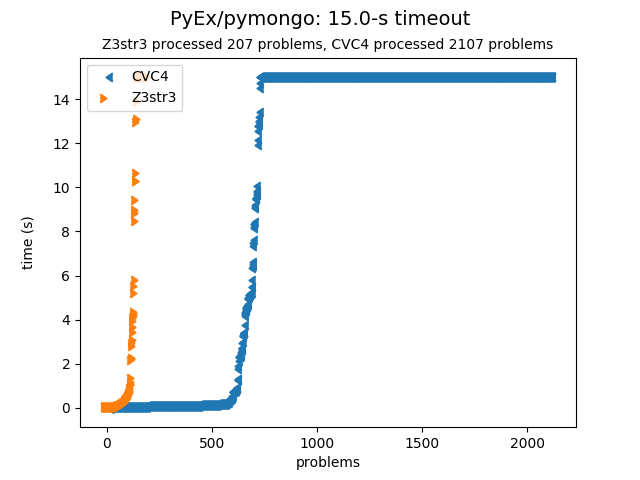 PyEx/pymongo: 15.0-s timeout
Z3str3 processed 207 problems, CVC4 processed 2107 problems
CVC4
Z3str3
14
12
10
8
6
4
2
0
time (s)
0 500 1000 1500 2000
problems